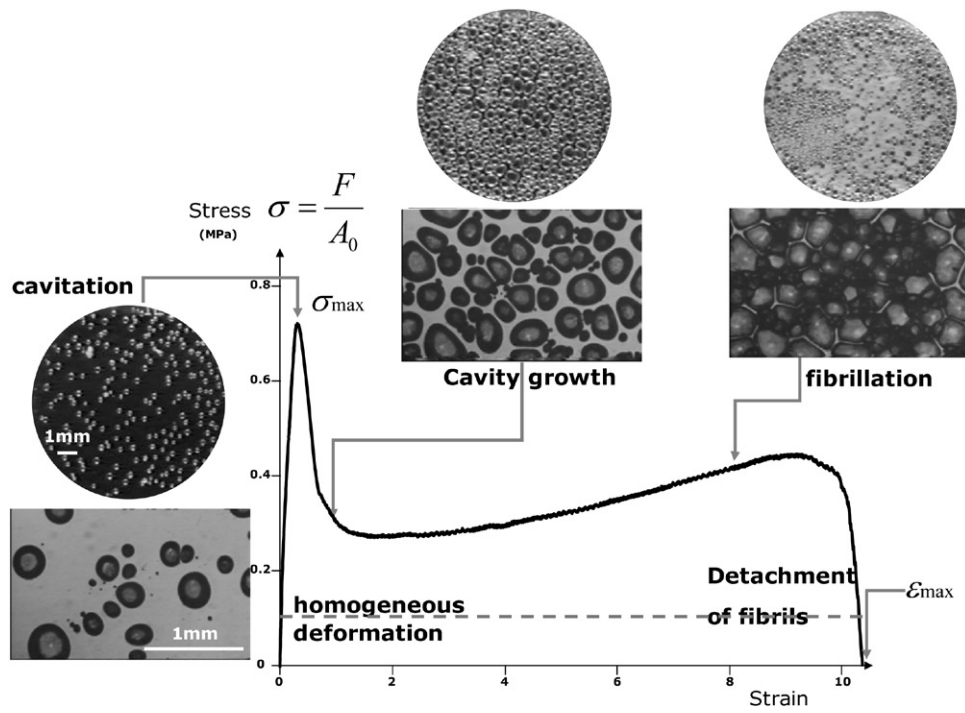 Stress σ = F/A₀
(MPa)
cavitation
σmax
0.8
0.6
0.4
0.2
0
1mm
1mm
Cavity growth
fibrillation
homogeneous
deformation
Detachment
of fibrils
εmax
0 2 4 6 8 10
Strain